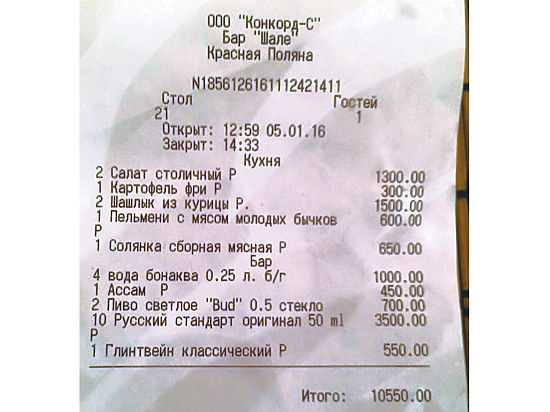 ООО "Конкорд-С"
Бар "Шале"
Красная Поляна
N1856126161112421411
Стол Гостей
21 1
Открыт: 12:59 05.01.16
Закрыт: 14:33
Кухня
2 Салат столичный Р 1300.00
1 Картофель фри Р 300.00
2 Шашлык из курицы Р. 1500.00
1 Пельмени с мясом молодых бычков 600.00
Р
1 Солянка сборная мясная Р 650.00
Бар
4 вода бонаква 0.25 л. б/г 1000.00
1 Ассам Р 450.00
2 Пиво светлое "Bud" 0.5 стекло 700.00
10 Русский стандарт оригинал 50 ml 3500.00
Р
1 Глинтвейн классический Р 550.00
Итого: 10550.00